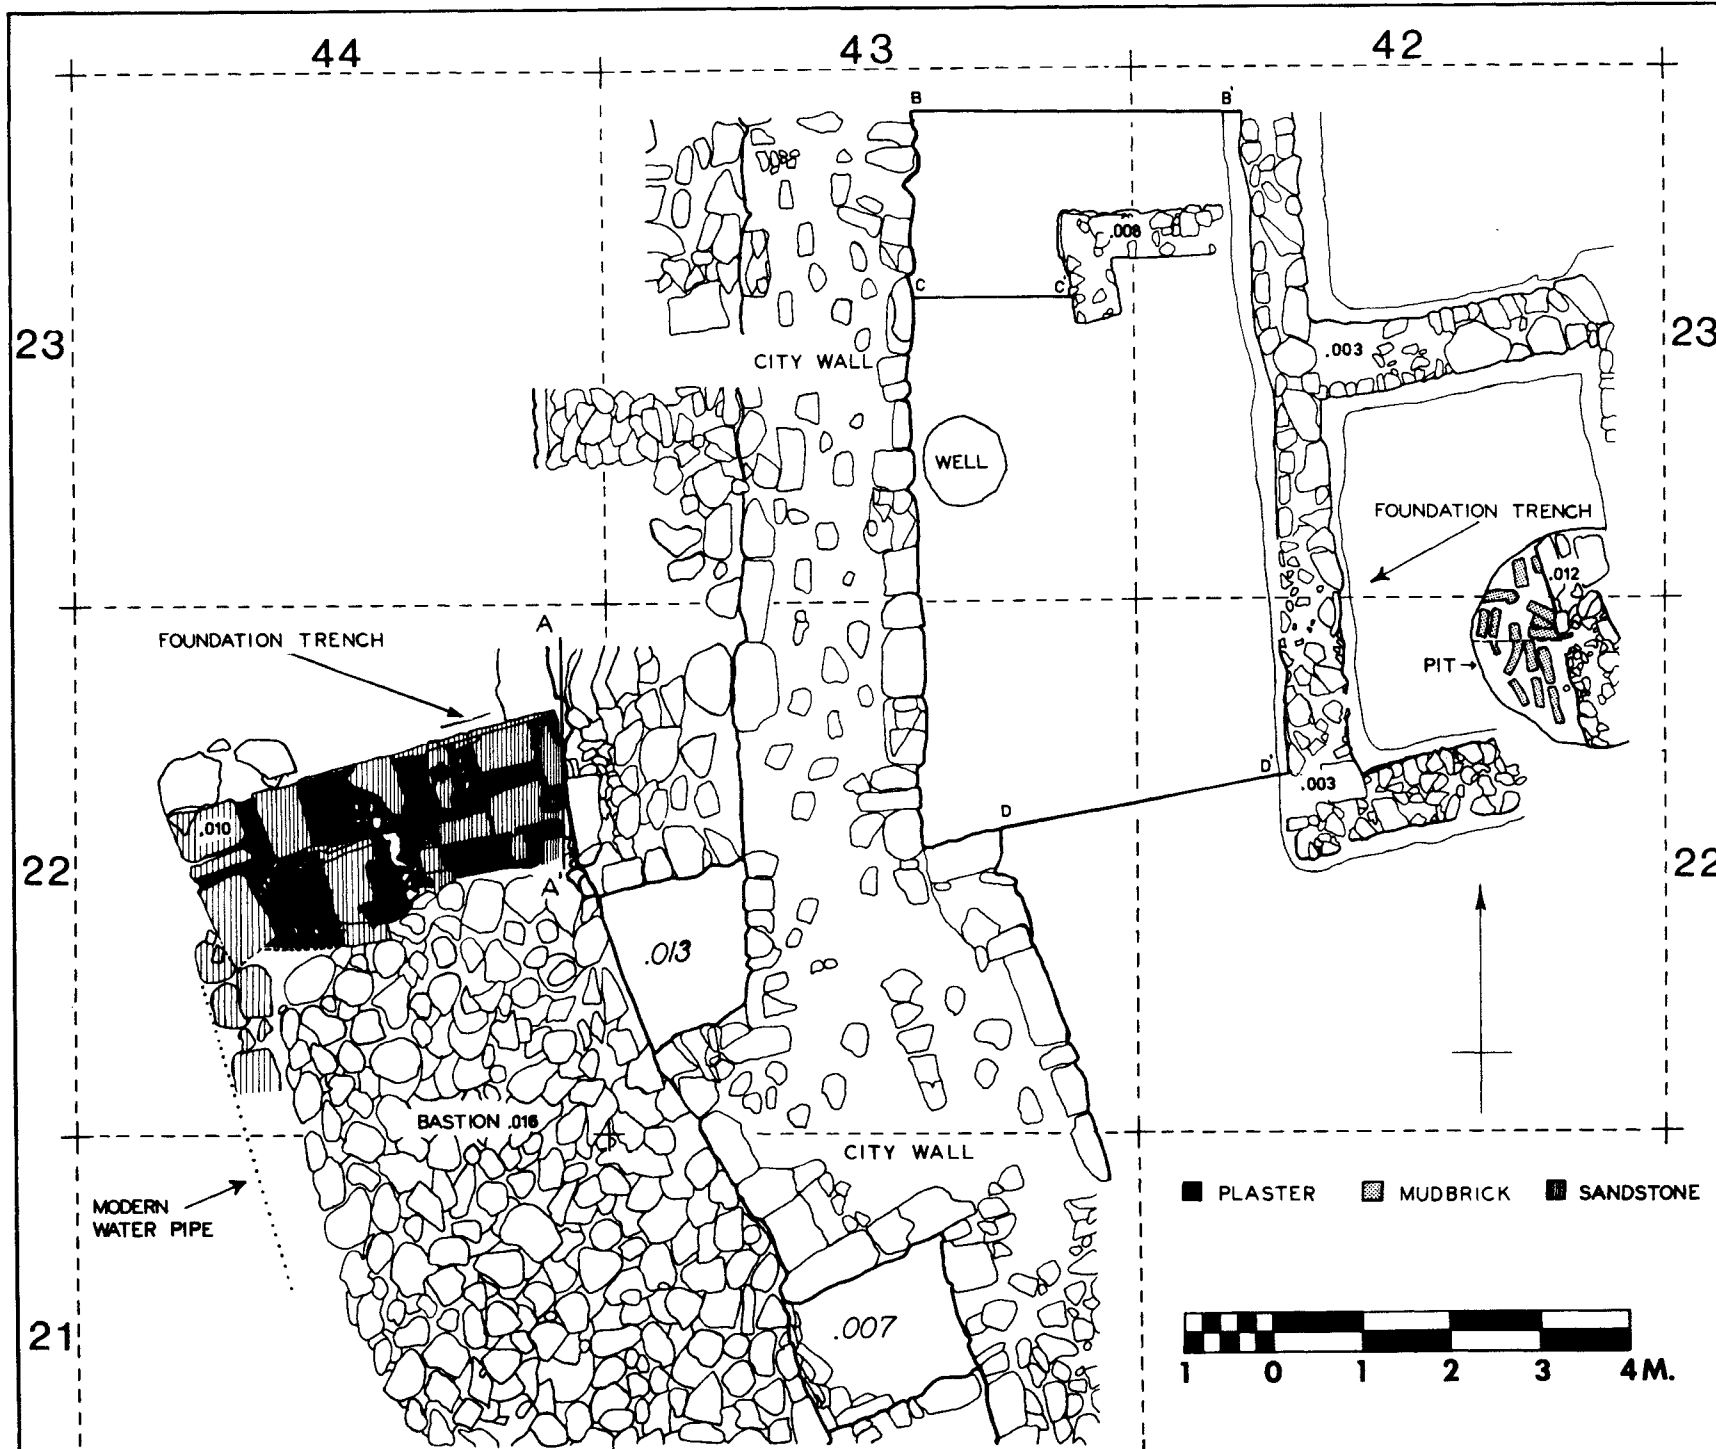 44 43 42
B B'
.008
C C'
23 23
.003
CITY WALL
WELL
FOUNDATION TRENCH
.012
A
FOUNDATION TRENCH
PIT
D'
.003
D
.010
22 22
A'
.013
BASTION .016
CITY WALL
PLASTER MUDBRICK SANDSTONE
MODERN
WATER PIPE
21
.007
1 0 1 2 3 4 M.